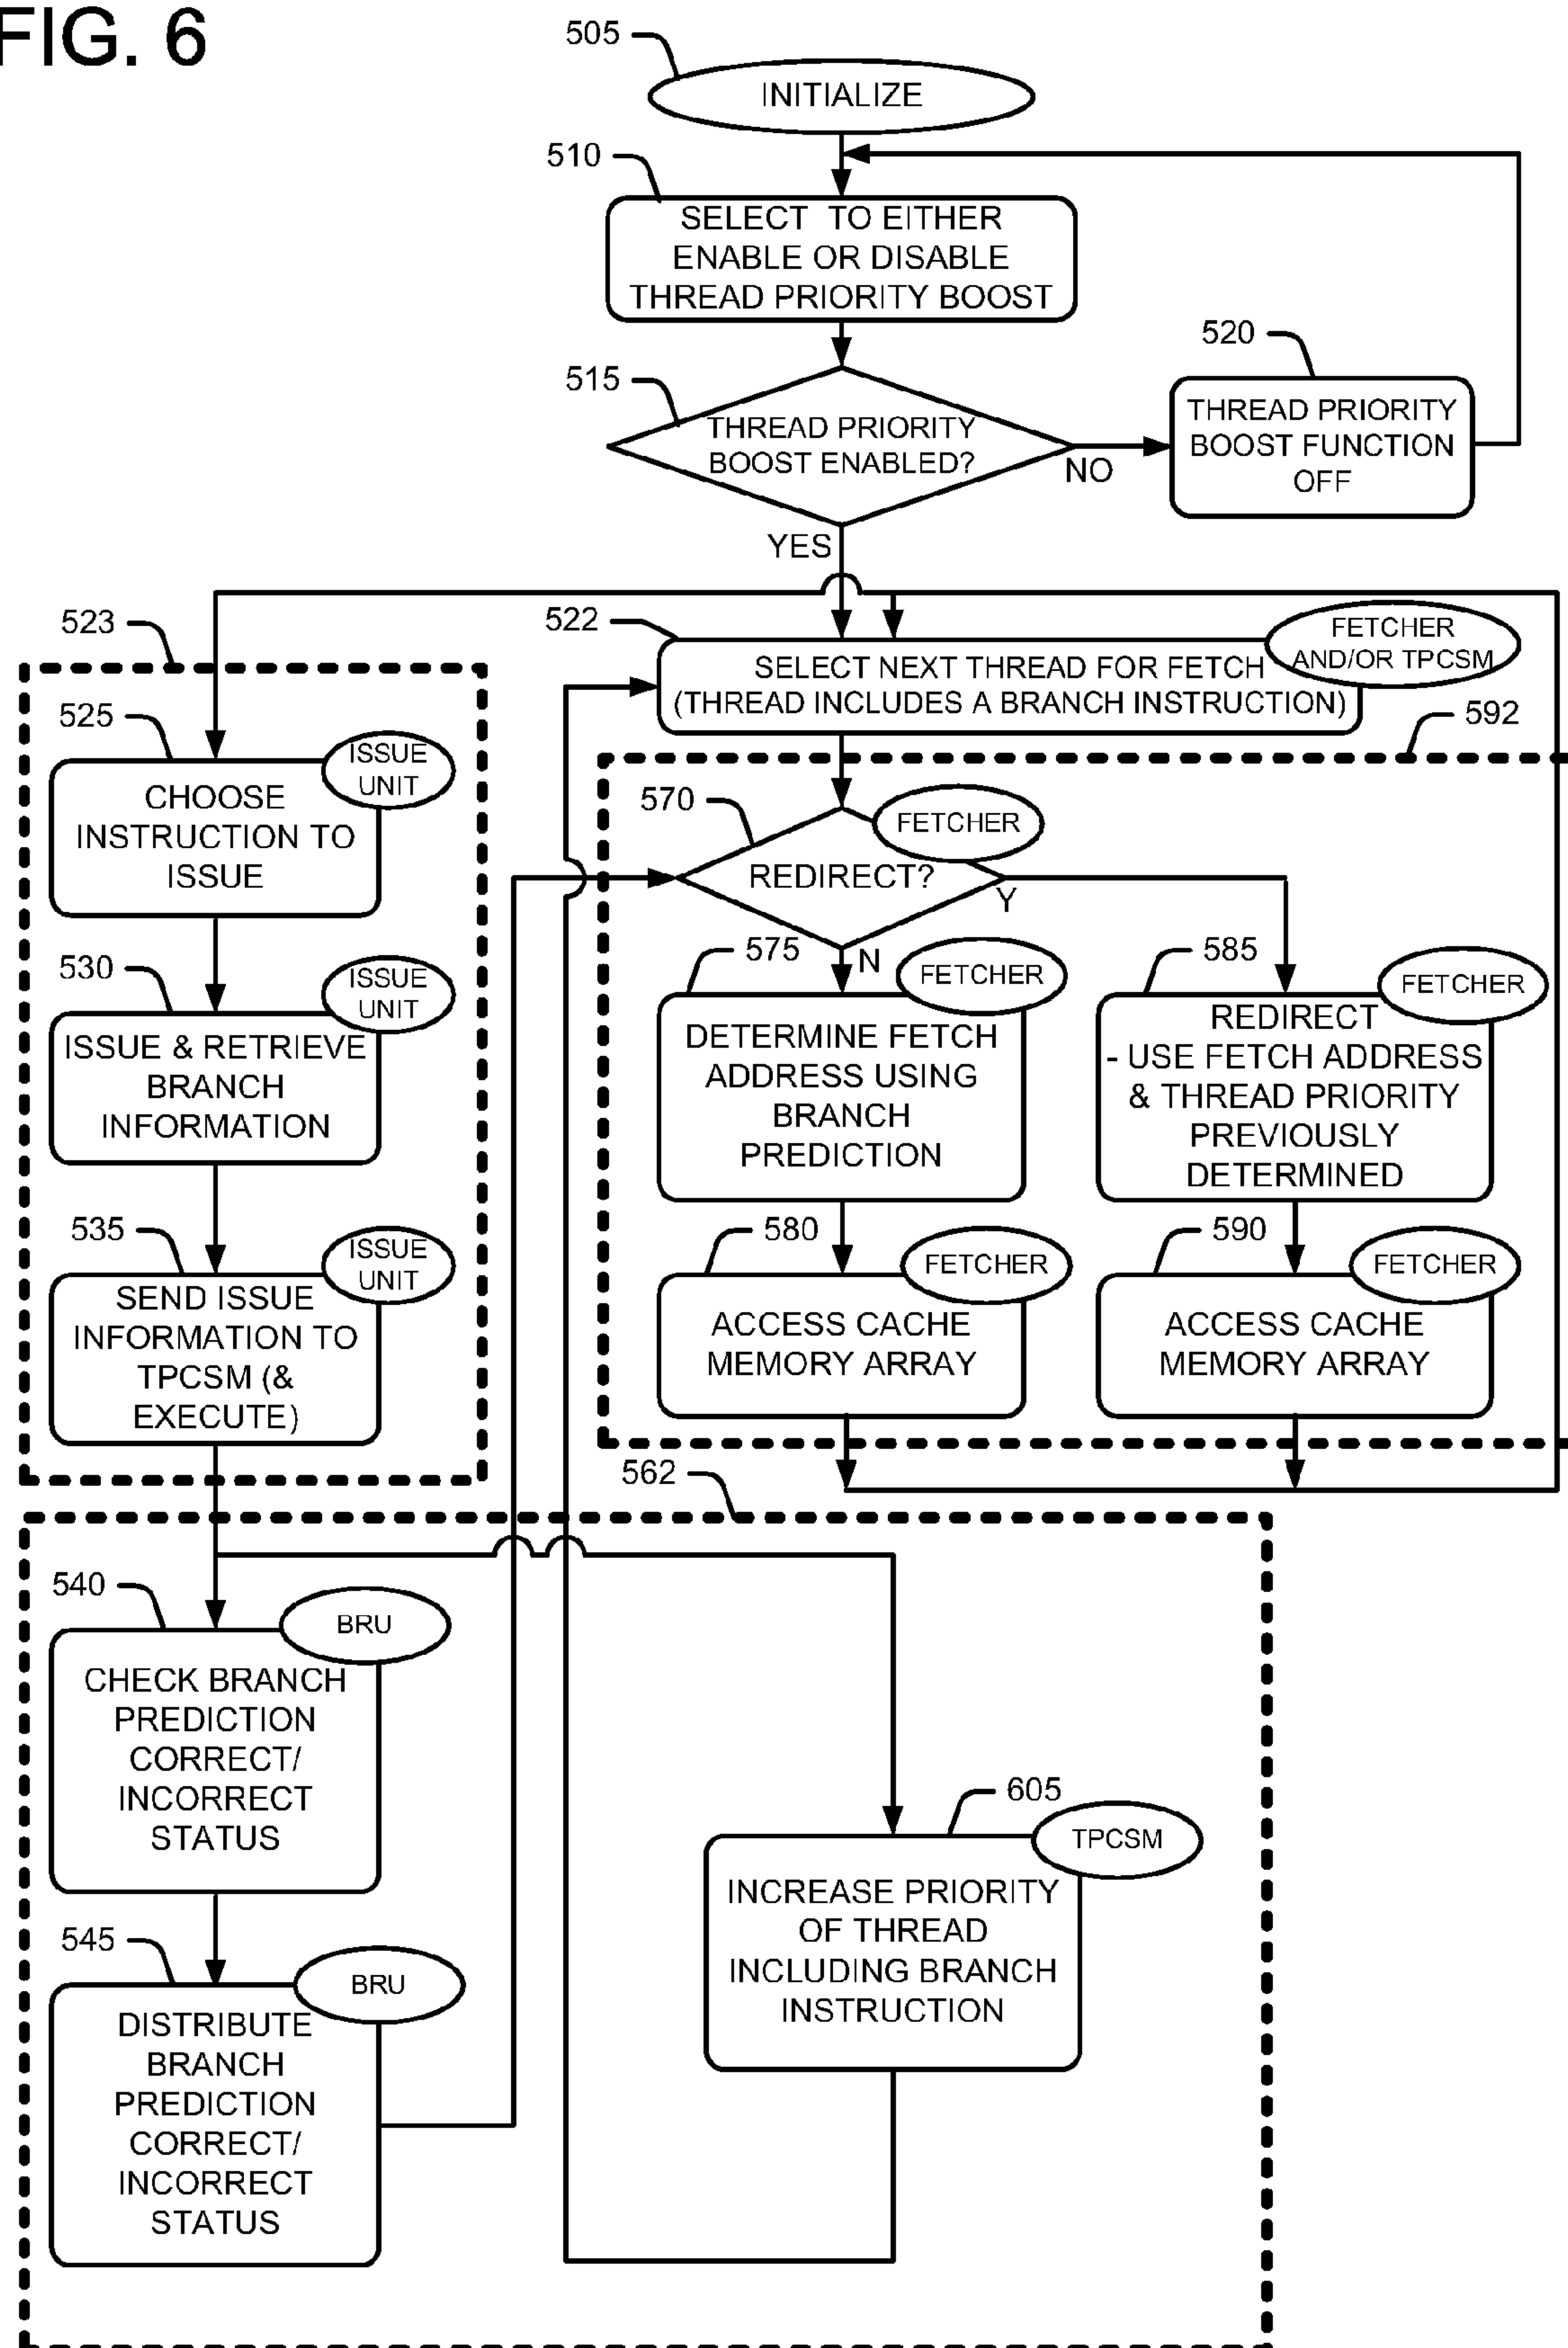 FIG. 6
505
INITIALIZE
510
SELECT TO EITHER
ENABLE OR DISABLE
THREAD PRIORITY BOOST
515
THREAD PRIORITY
BOOST ENABLED?
NO
YES
520
THREAD PRIORITY
BOOST FUNCTION
OFF
522
SELECT NEXT THREAD FOR FETCH
(THREAD INCLUDES A BRANCH INSTRUCTION)
FETCHER
AND/OR TPCSM
523
525
ISSUE
UNIT
CHOOSE
INSTRUCTION TO
ISSUE
530
ISSUE
UNIT
ISSUE & RETRIEVE
BRANCH
INFORMATION
535
ISSUE
UNIT
SEND ISSUE
INFORMATION TO
TPCSM (&
EXECUTE)
592
570
FETCHER
REDIRECT?
Y
N
575
FETCHER
DETERMINE FETCH
ADDRESS USING
BRANCH
PREDICTION
585
FETCHER
REDIRECT
- USE FETCH ADDRESS
& THREAD PRIORITY
PREVIOUSLY
DETERMINED
580
FETCHER
ACCESS CACHE
MEMORY ARRAY
590
FETCHER
ACCESS CACHE
MEMORY ARRAY
562
540
BRU
CHECK BRANCH
PREDICTION
CORRECT/
INCORRECT
STATUS
545
BRU
DISTRIBUTE
BRANCH
PREDICTION
CORRECT/
INCORRECT
STATUS
605
TPCSM
INCREASE PRIORITY
OF THREAD
INCLUDING BRANCH
INSTRUCTION